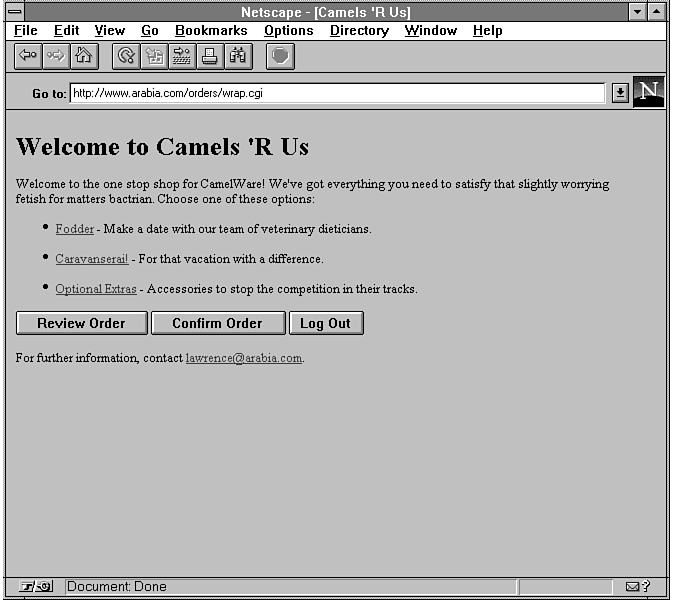 Netscape - [Camels 'R Us]
File Edit View Go Bookmarks Options Directory Window Help
Go to: http://www.arabia.com/orders/wrap.cgi
N
Welcome to Camels 'R Us
Welcome to the one stop shop for CamelWare! We've got everything you need to satisfy that slightly worrying
fetish for matters bactrian. Choose one of these options:
• Fodder - Make a date with our team of veterinary dieticians.
• Caravanserai! - For that vacation with a difference.
• Optional Extras - Accessories to stop the competition in their tracks.
Review Order Confirm Order Log Out
For further information, contact lawrence@arabia.com.
Document: Done ?